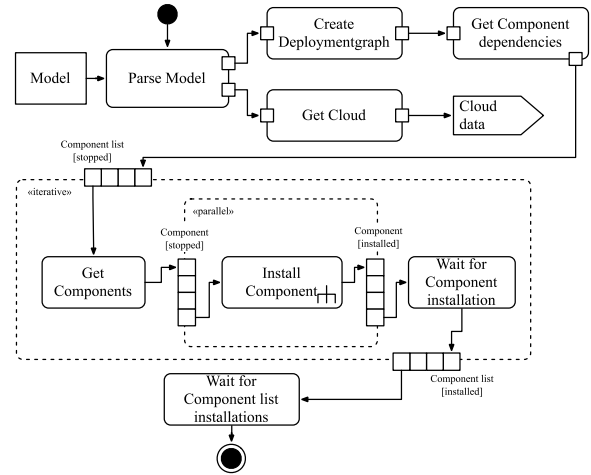 Create
Deploymentgraph
Get Component
dependencies
Model
Parse Model
Get Cloud
Cloud
data
Component list
[stopped]
«iterative»
«parallel»
Component
[stopped]
Component
[installed]
Get
Components
Install
Component
Wait for
Component
installation
Component list
[installed]
Wait for
Component list
installations